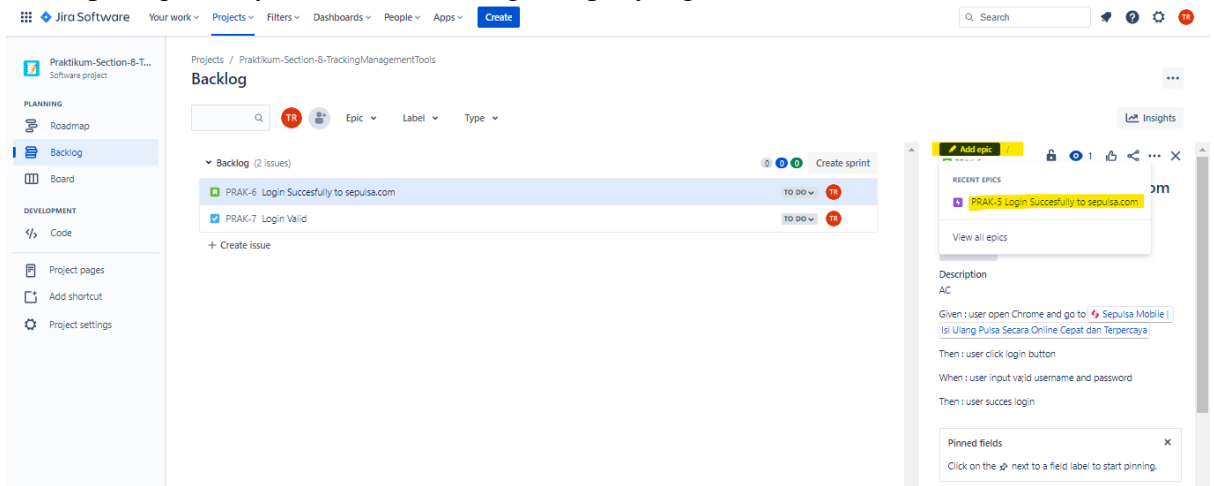 Jira Software Your work Projects Filters Dashboards People Apps Create Search TR
Praktikum-Section-8-T...
Software project
PLANNING
Roadmap
Backlog
Board
DEVELOPMENT
Code
Project pages
Add shortcut
Project settings
Projects / Praktikum-Section-8-TrackingManagementTools
Backlog
TR Epic Label Type Insights
Backlog (2 issues) 0 0 0 Create sprint
PRAK-6 Login Succesfully to sepulsa.com TO DO TR
PRAK-7 Login Valid TO DO TR
+ Create issue
Add epic / 1
RECENT EPICS
om
PRAK-5 Login Succesfully to sepulsa.com
View all epics
Description
AC
Given : user open Chrome and go to Sepulsa Mobile |
Isi Ulang Pulsa Secara Online Cepat dan Terpercaya
Then : user click login button
When : user input va;id username and password
Then : user succes login
Pinned fields
Click on the next to a field label to start pinning.